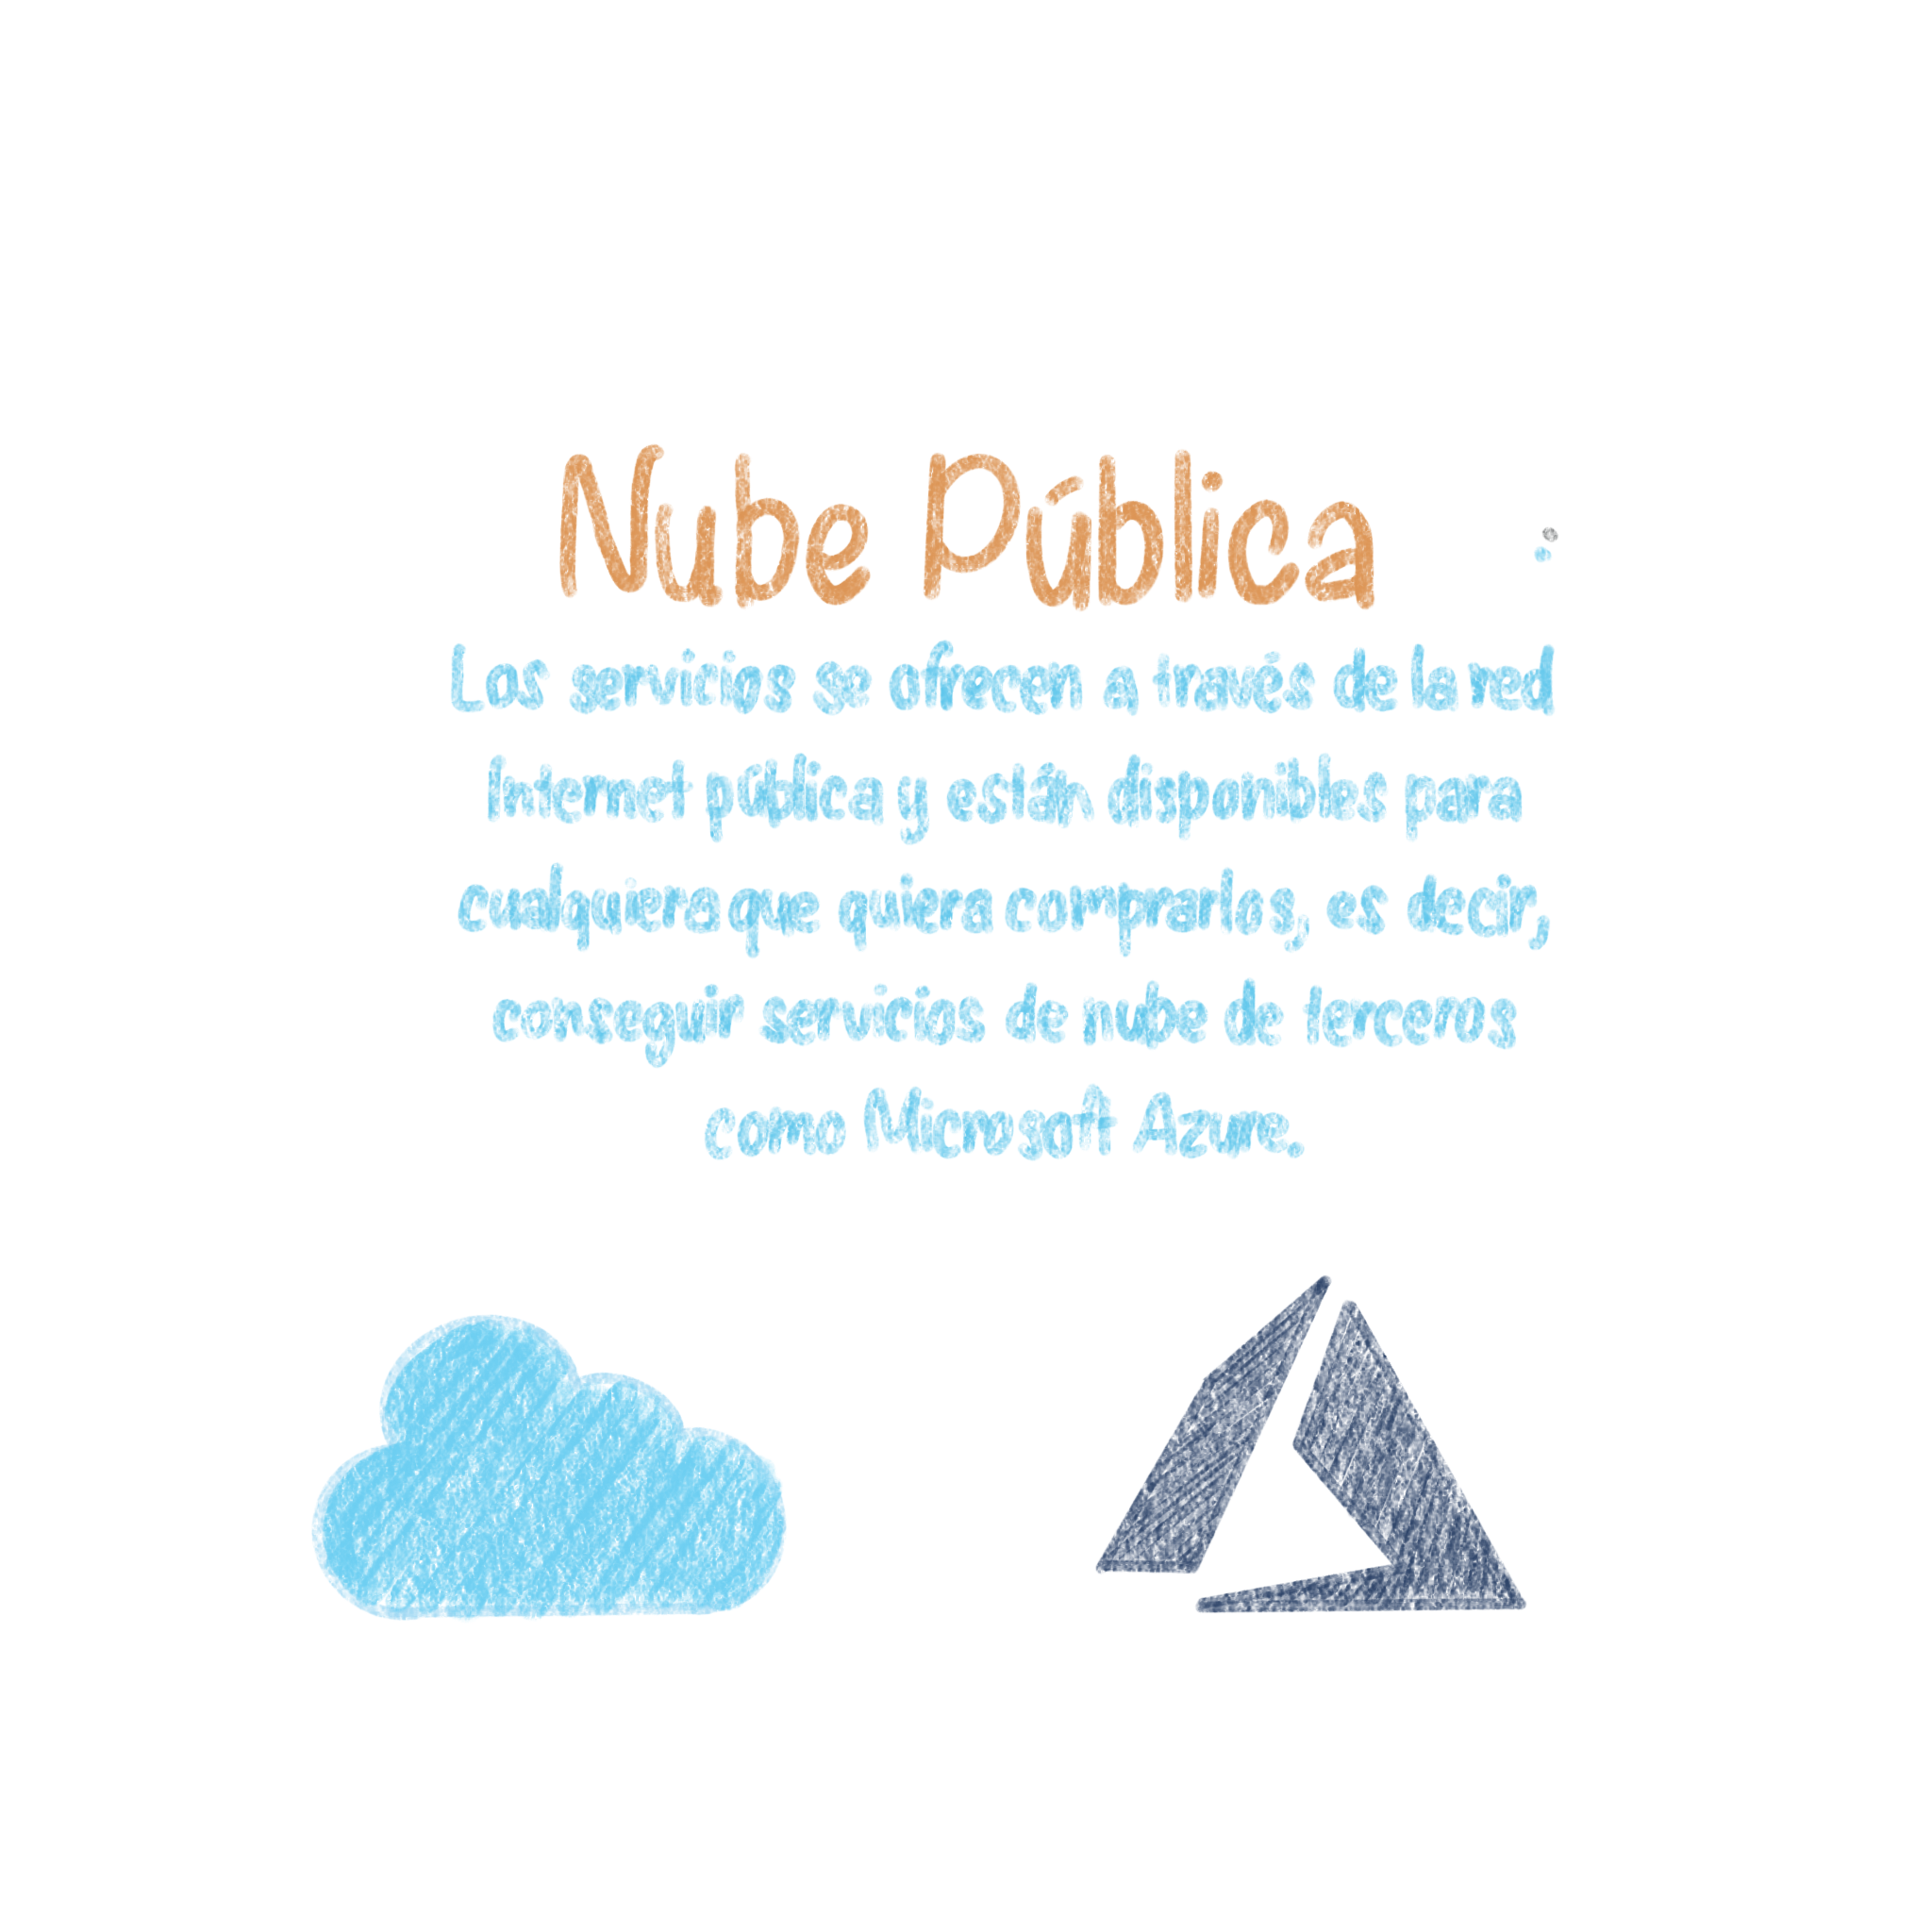 Nube Pública
Los servicios se ofrecen a través de la red
Internet pública y están disponibles para
cualquiera que quiera comprarlos, es decir,
conseguir servicios de nube de terceros
como Microsoft Azure.